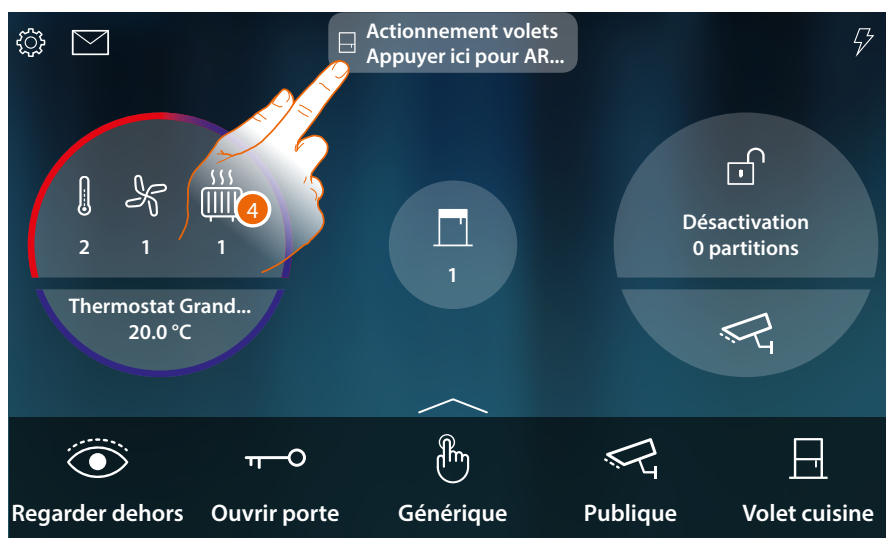 Actionnement volets
Appuyer ici pour AR...
4
2 1 1
Thermostat Grand...
20.0 °C
1
Désactivation
0 partitions
Regarder dehors
Ouvrir porte
Générique
Publique
Volet cuisine